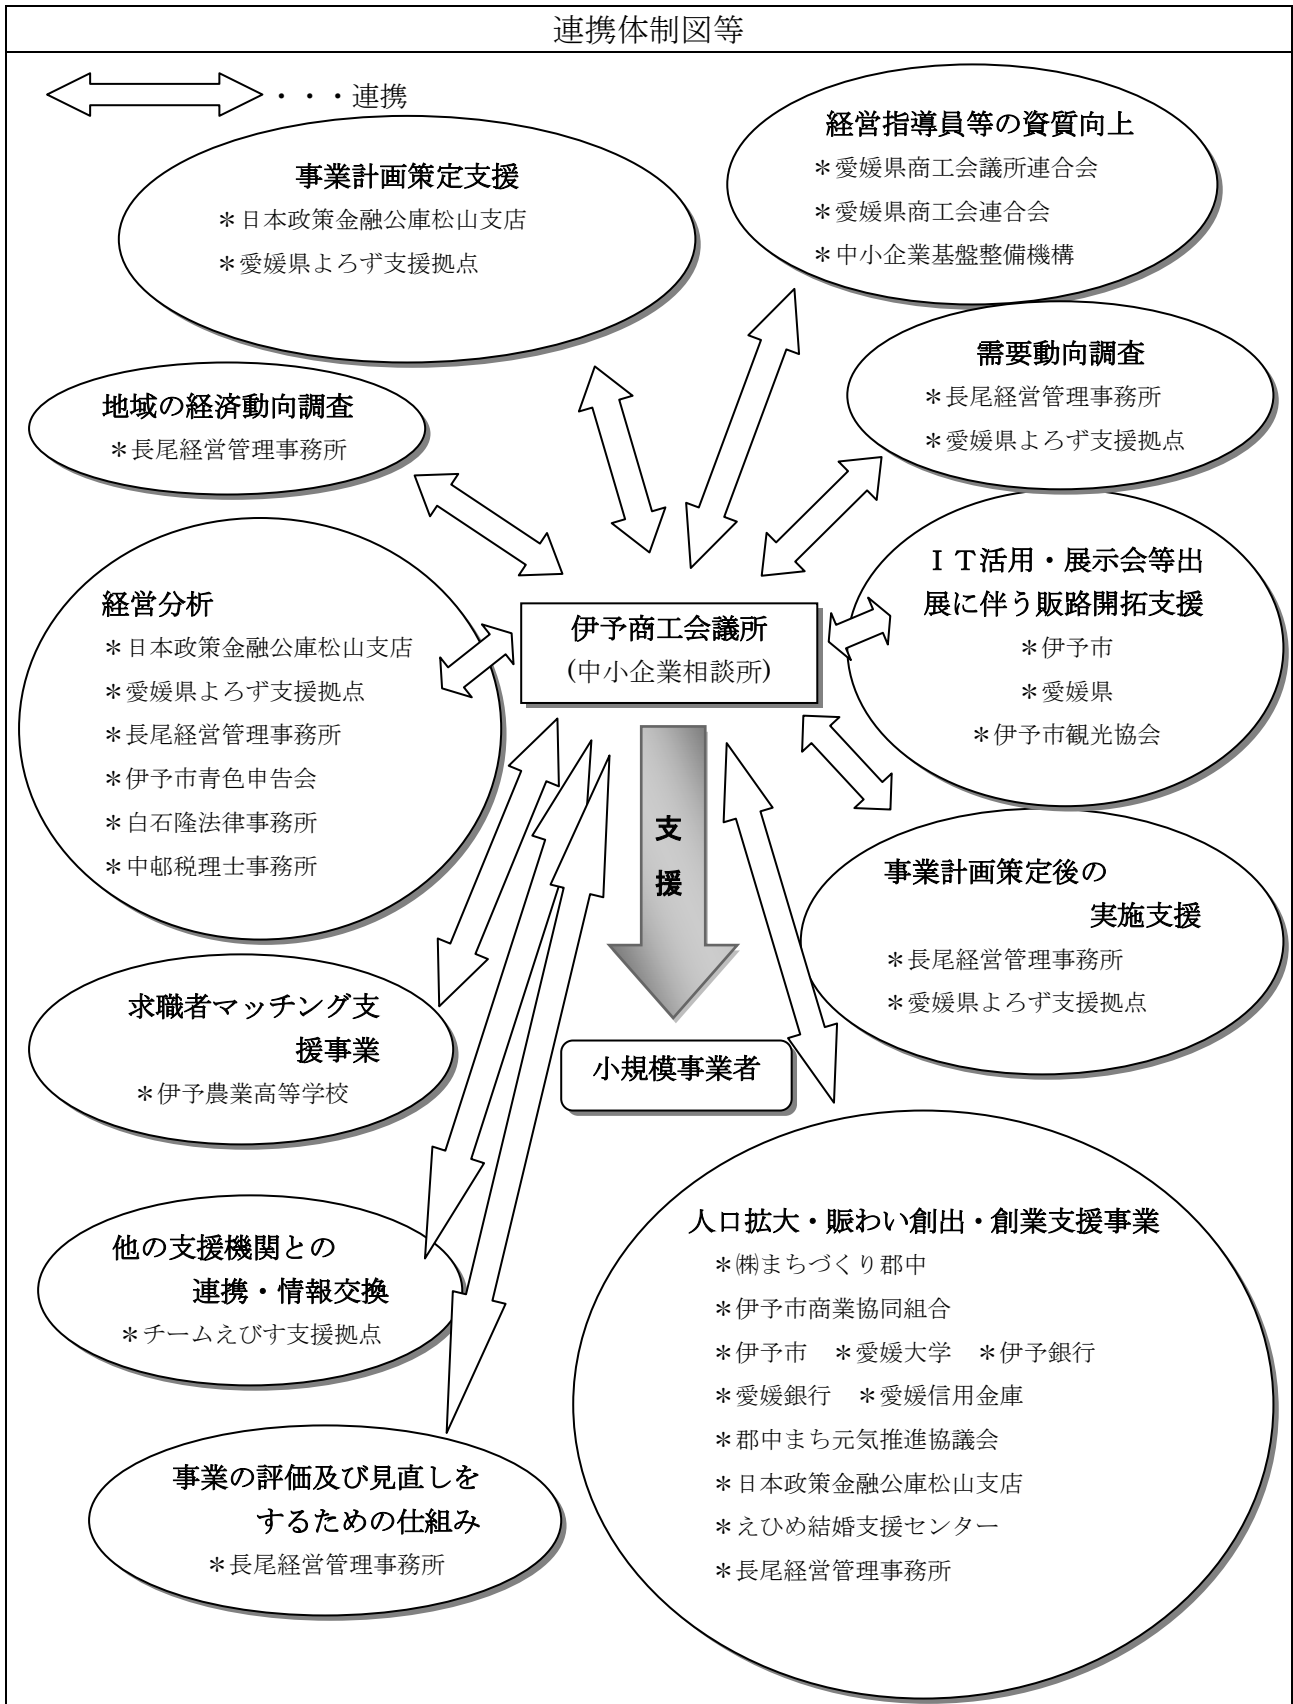 連携体制図等
・・・連携
事業計画策定支援
＊日本政策金融公庫松山支店
＊愛媛県よろず支援拠点
経営指導員等の資質向上
＊愛媛県商工会議所連合会
＊愛媛県商工会連合会
＊中小企業基盤整備機構
地域の経済動向調査
＊長尾経営管理事務所
需要動向調査
＊長尾経営管理事務所
＊愛媛県よろず支援拠点
経営分析
＊日本政策金融公庫松山支店
＊愛媛県よろず支援拠点
＊長尾経営管理事務所
＊伊予市青色申告会
＊白石隆法律事務所
＊中邨税理士事務所
伊予商工会議所
(中小企業相談所)
ＩＴ活用・展示会等出
展に伴う販路開拓支援
＊伊予市
＊愛媛県
＊伊予市観光協会
支
援
事業計画策定後の
実施支援
＊長尾経営管理事務所
＊愛媛県よろず支援拠点
求職者マッチング支
援事業
＊伊予農業高等学校
小規模事業者
他の支援機関との
連携・情報交換
＊チームえびす支援拠点
人口拡大・賑わい創出・創業支援事業
＊㈱まちづくり郡中
＊伊予市商業協同組合
＊伊予市　＊愛媛大学　＊伊予銀行
＊愛媛銀行　＊愛媛信用金庫
＊郡中まち元気推進協議会
＊日本政策金融公庫松山支店
＊えひめ結婚支援センター
＊長尾経営管理事務所
事業の評価及び見直しを
するための仕組み
＊長尾経営管理事務所